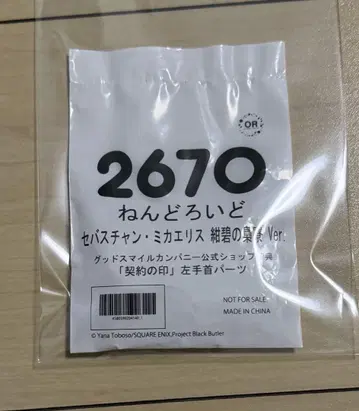 OR
2670
ねんどろいど
セバスチャン・ミカエリス 紺碧の梟 Ver.
グッドスマイルカンパニー公式ショップ
「契約の印」左手首パーツ
NOT FOR SALE
MADE IN CHINA
© Yana Toboso/SQUARE ENIX,Project Black Butler